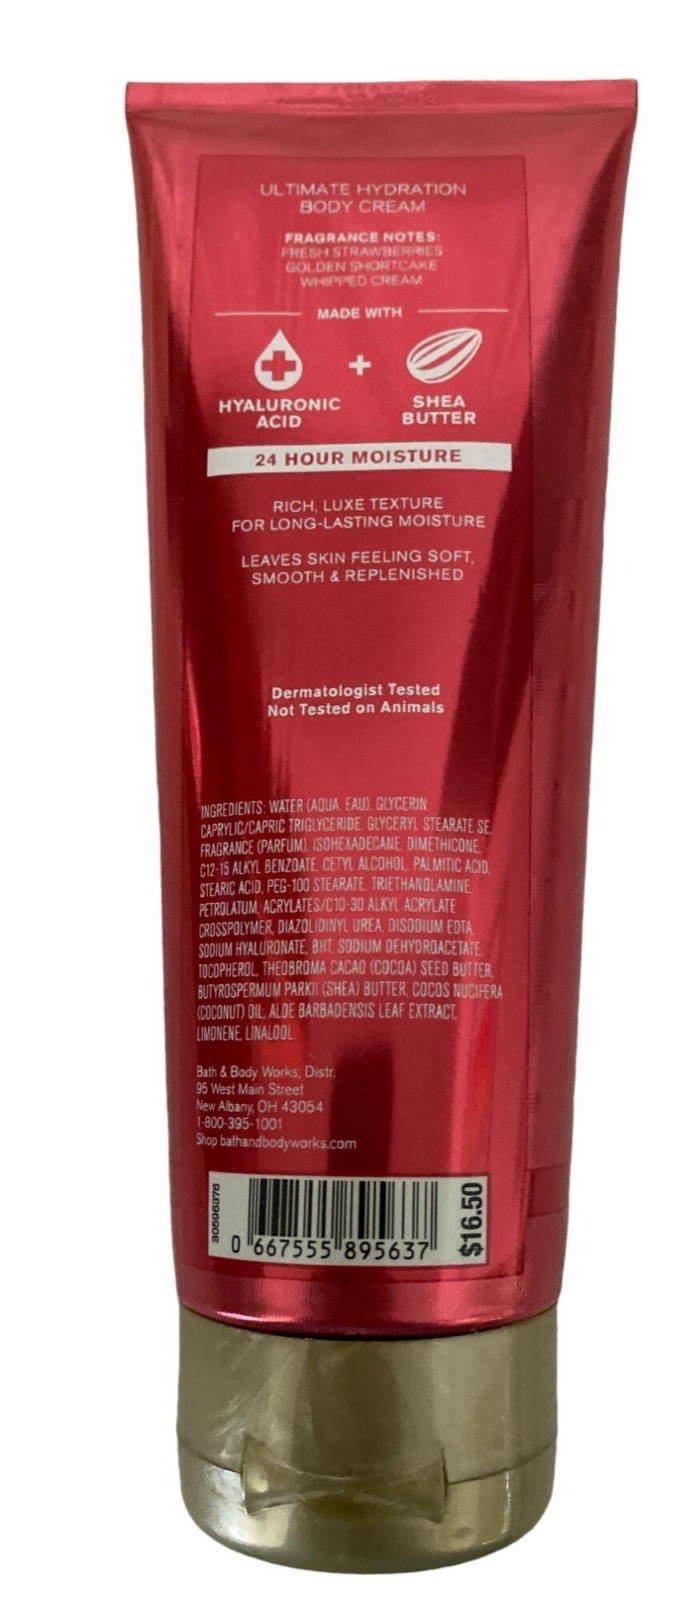 ULTIMATE HYDRATION
BODY CREAM
FRAGRANCE NOTES:
FRESH STRAWBERRIES
GOLDEN SHORTCAKE
WHIPPED CREAM
MADE WITH
+
HYALURONIC
ACID
SHEA
BUTTER
24 HOUR MOISTURE
RICH, LUXE TEXTURE
FOR LONG-LASTING MOISTURE
LEAVES SKIN FEELING SOFT,
SMOOTH & REPLENISHED
Dermatologist Tested
Not Tested on Animals
INGREDIENTS: WATER (AQUA, EAU), GLYCERIN,
CAPRYLIC/CAPRIC TRIGLYCERIDE, GLYCERYL STEARATE SE,
FRAGRANCE (PARFUM), ISOHEXADECANE, DIMETHICONE,
C12-15 ALKYL BENZOATE, CETYL ALCOHOL, PALMITIC ACID,
STEARIC ACID, PEG-100 STEARATE, TRIETHANOLAMINE,
PETROLATUM, ACRYLATES/C10-30 ALKYL ACRYLATE
CROSSPOLYMER, DIAZOLIDINYL UREA, DISODIUM EDTA,
SODIUM HYALURONATE, BHT, SODIUM DEHYDROACETATE,
TOCOPHEROL, THEOBROMA CACAO (COCOA) SEED BUTTER,
BUTYROSPERMUM PARKII (SHEA) BUTTER, COCOS NUCIFERA
(COCONUT) OIL, ALOE BARBADENSIS LEAF EXTRACT,
LIMONENE, LINALOOL.
Bath & Body Works, Distr.
95 West Main Street
New Albany, OH 43054
1-800-395-1001
Shop bathandbodyworks.com
30596376
0 667555 895637
$16.50